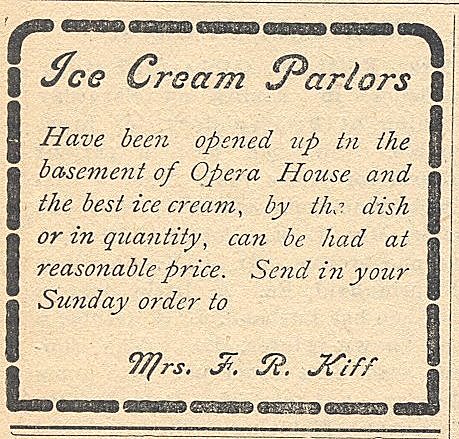 Ice Cream Parlors
Have been opened up tn the
basement of Opera House and
the best ice cream, by the dish
or in quantity, can be had at
reasonable price. Send in your
Sunday order to
Mrs. F. R. Kiff